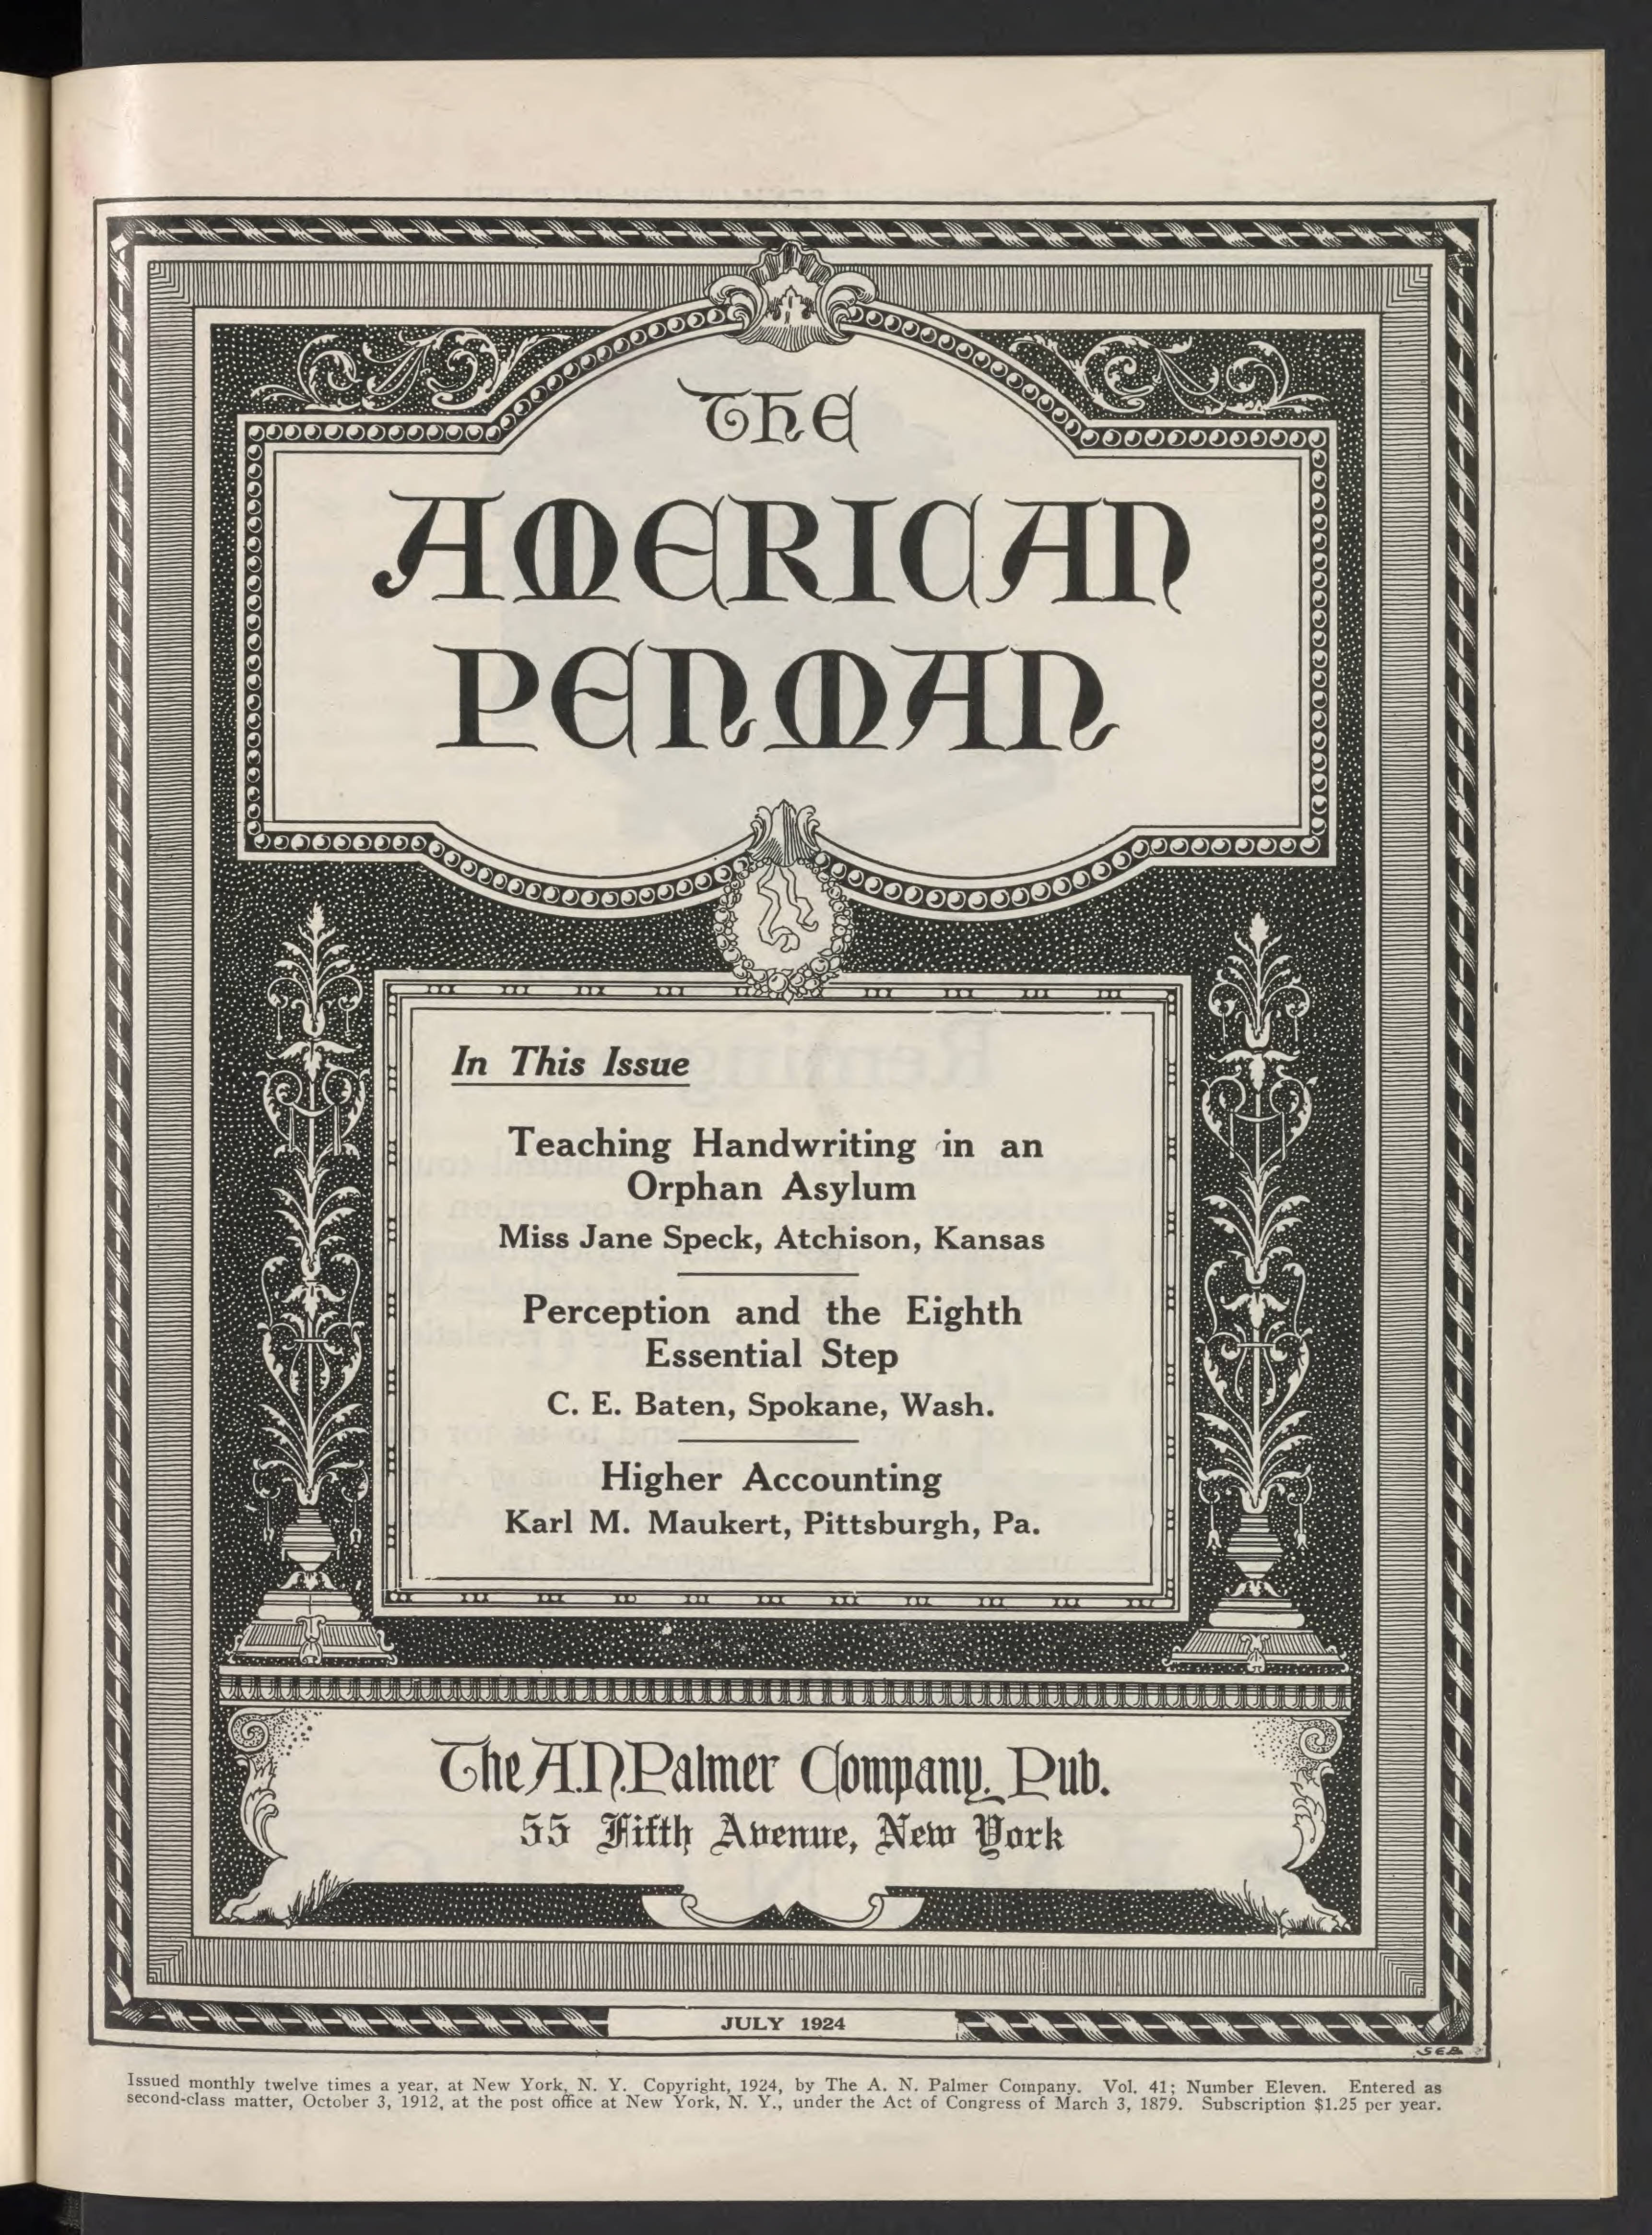 THE
AMERICAN
PENMAN
In This Issue
Teaching Handwriting in an
Orphan Asylum
Miss Jane Speck, Atchison, Kansas
Perception and the Eighth
Essential Step
C. E. Baten, Spokane, Wash.
Higher Accounting
Karl M. Maukert, Pittsburgh, Pa.
The A.N. Palmer Company. Pub.
55 Fifth Avenue, New York
JULY 1924
SEB
Issued monthly twelve times a year, at New York, N. Y. Copyright, 1924, by The A. N. Palmer Company. Vol. 41; Number Eleven. Entered as
second-class matter, October 3, 1912, at the post office at New York, N. Y., under the Act of Congress of March 3, 1879. Subscription $1.25 per year.